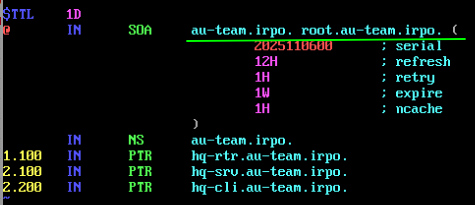 $TTL 1D
@ IN SOA au-team.irpo. root.au-team.irpo. (
2025110600 ; serial
12H ; refresh
1H ; retry
1W ; expire
1H ; ncache
)
IN NS au-team.irpo.
1.100 IN PTR hq-rtr.au-team.irpo.
2.100 IN PTR hq-srv.au-team.irpo.
2.200 IN PTR hq-cli.au-team.irpo.
~